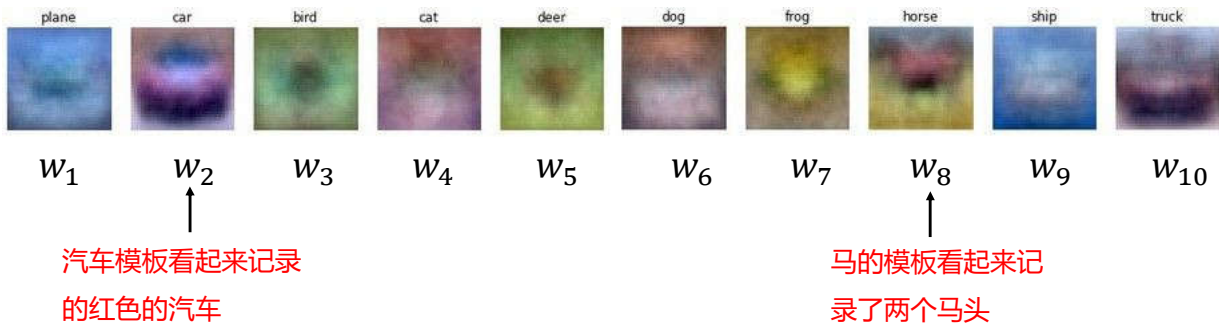 plane car bird cat deer dog frog horse ship truck
w₁ w₂ w₃ w₄ w₅ w₆ w₇ w₈ w₉ w₁₀
汽车模板看起来记录
的红色的汽车
马的模板看起来记
录了两个马头